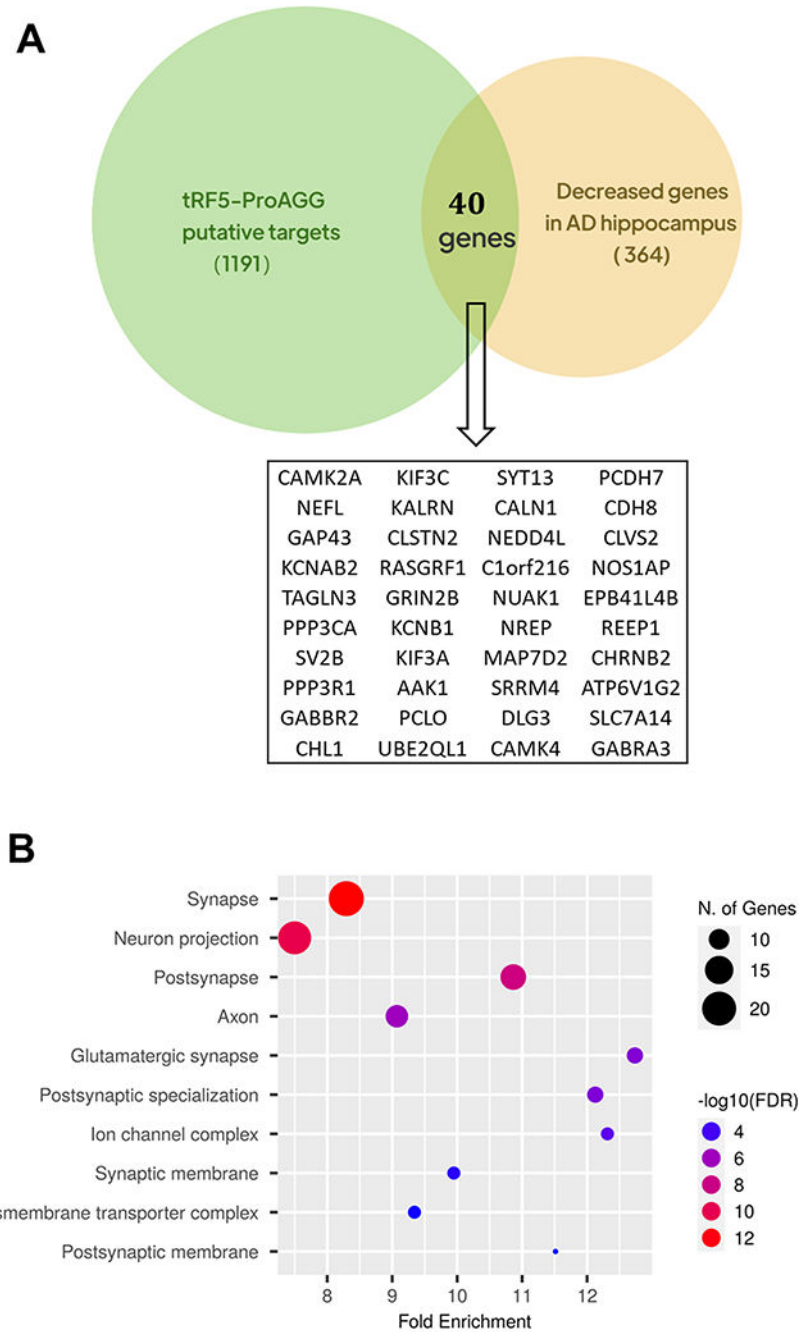 A
tRF5-ProAGG
putative targets
(1191)
40
genes
Decreased genes
in AD hippocampus
( 364)
CAMK2A KIF3C SYT13 PCDH7
NEFL KALRN CALN1 CDH8
GAP43 CLSTN2 NEDD4L CLVS2
KCNAB2 RASGRF1 C1orf216 NOS1AP
TAGLN3 GRIN2B NUAK1 EPB41L4B
PPP3CA KCNB1 NREP REEP1
SV2B KIF3A MAP7D2 CHRNB2
PPP3R1 AAK1 SRRM4 ATP6V1G2
GABBR2 PCLO DLG3 SLC7A14
CHL1 UBE2QL1 CAMK4 GABRA3
B
Synapse
Neuron projection
Postsynapse
Axon
Glutamatergic synapse
Postsynaptic specialization
Ion channel complex
Synaptic membrane
smembrane transporter complex
Postsynaptic membrane
8 9 10 11 12
Fold Enrichment
N. of Genes
10
15
20
-log10(FDR)
4
6
8
10
12